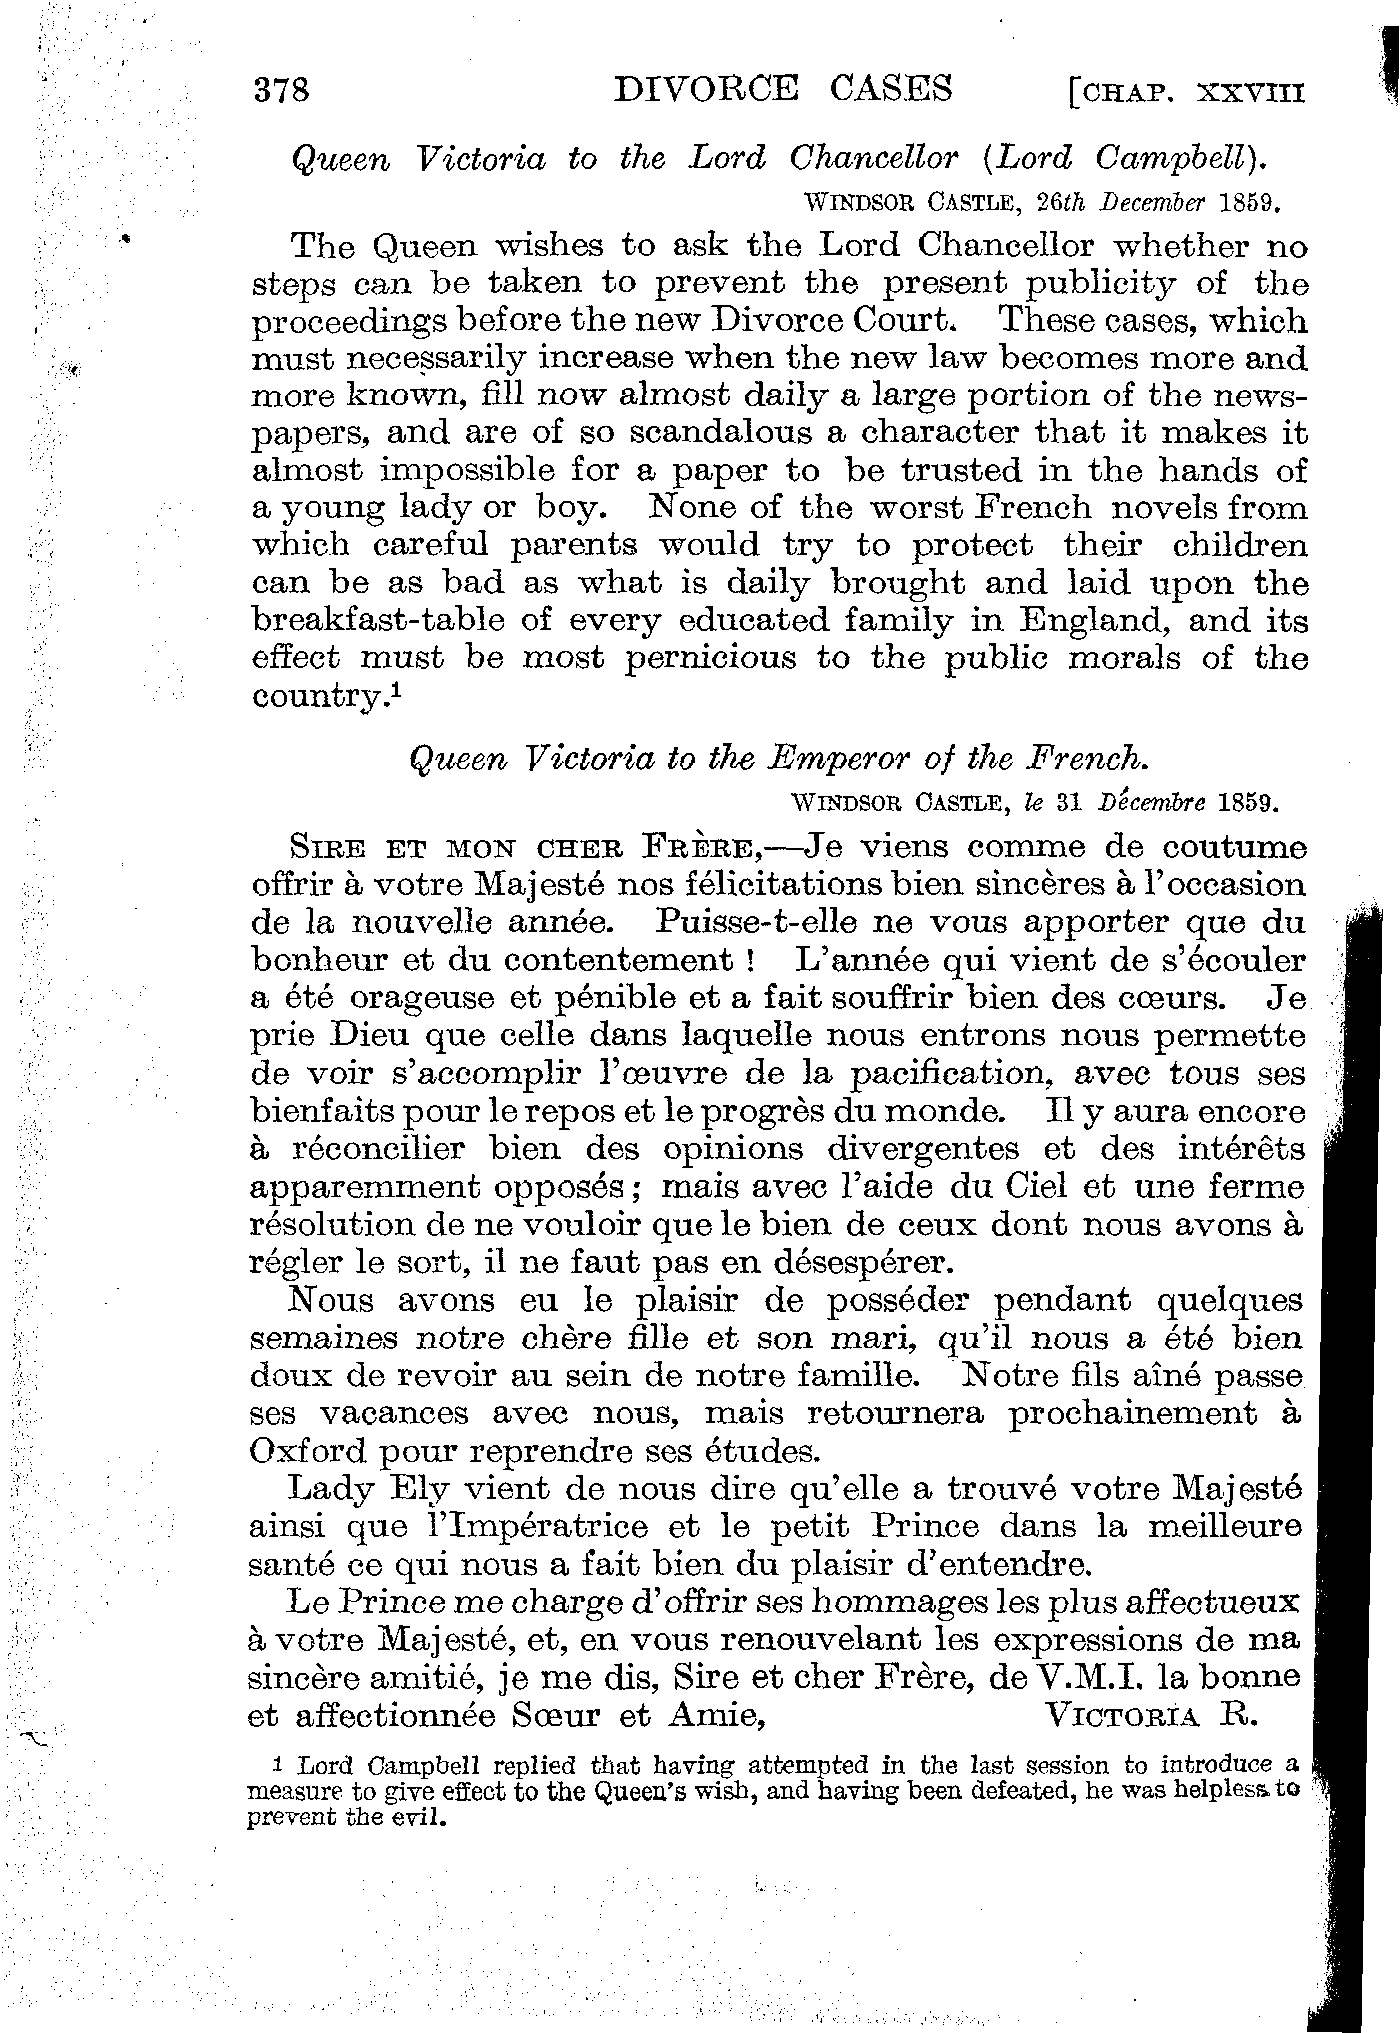 378 DIVORCE CASES [CHAP. XXVIII
Queen Victoria to the Lord Chancellor (Lord Campbell).
WINDSOR CASTLE, 26th December 1859.
The Queen wishes to ask the Lord Chancellor whether no
steps can be taken to prevent the present publicity of the
proceedings before the new Divorce Court. These cases, which
must necessarily increase when the new law becomes more and
more known, fill now almost daily a large portion of the news-
papers, and are of so scandalous a character that it makes it
almost impossible for a paper to be trusted in the hands of
a young lady or boy. None of the worst French novels from
which careful parents would try to protect their children
can be as bad as what is daily brought and laid upon the
breakfast-table of every educated family in England, and its
effect must be most pernicious to the public morals of the
country.¹
Queen Victoria to the Emperor of the French.
WINDSOR CASTLE, le 31 Décembre 1859.
SIRE ET MON CHER FRÈRE,—Je viens comme de coutume
offrir à votre Majesté nos félicitations bien sincères à l'occasion
de la nouvelle année. Puisse-t-elle ne vous apporter que du
bonheur et du contentement ! L'année qui vient de s'écouler
a été orageuse et pénible et a fait souffrir bien des cœurs. Je
prie Dieu que celle dans laquelle nous entrons nous permette
de voir s'accomplir l'œuvre de la pacification, avec tous ses
bienfaits pour le repos et le progrès du monde. Il y aura encore
à réconcilier bien des opinions divergentes et des intérêts
apparemment opposés ; mais avec l'aide du Ciel et une ferme
résolution de ne vouloir que le bien de ceux dont nous avons à
régler le sort, il ne faut pas en désespérer.
Nous avons eu le plaisir de posséder pendant quelques
semaines notre chère fille et son mari, qu'il nous a été bien
doux de revoir au sein de notre famille. Notre fils aîné passe
ses vacances avec nous, mais retournera prochainement à
Oxford pour reprendre ses études.
Lady Ely vient de nous dire qu'elle a trouvé votre Majesté
ainsi que l'Impératrice et le petit Prince dans la meilleure
santé ce qui nous a fait bien du plaisir d'entendre.
Le Prince me charge d'offrir ses hommages les plus affectueux
à votre Majesté, et, en vous renouvelant les expressions de ma
sincère amitié, je me dis, Sire et cher Frère, de V.M.I. la bonne
et affectionnée Sœur et Amie, VICTORIA R.
1 Lord Campbell replied that having attempted in the last session to introduce a
measure to give effect to the Queen's wish, and having been defeated, he was helpless to
prevent the evil.